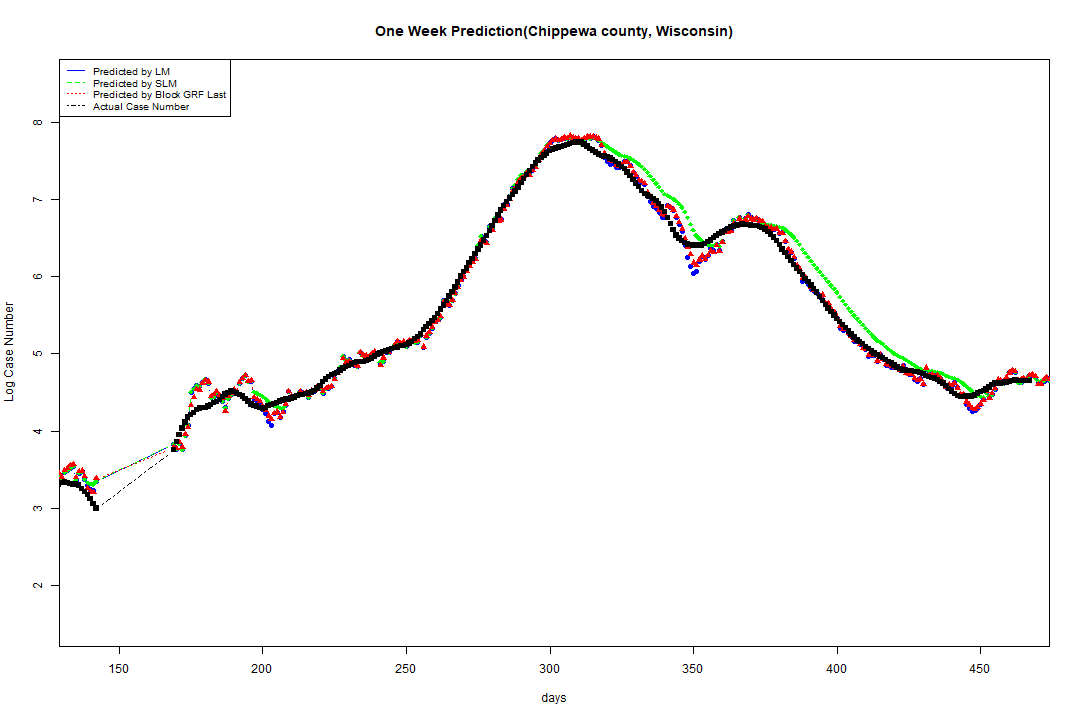 One Week Prediction(Chippewa county, Wisconsin)
Predicted by LM
Predicted by SLM
Predicted by Block GRF Last
Actual Case Number
8
7
6
5
4
3
2
Log Case Number
150 200 250 300 350 400 450
days